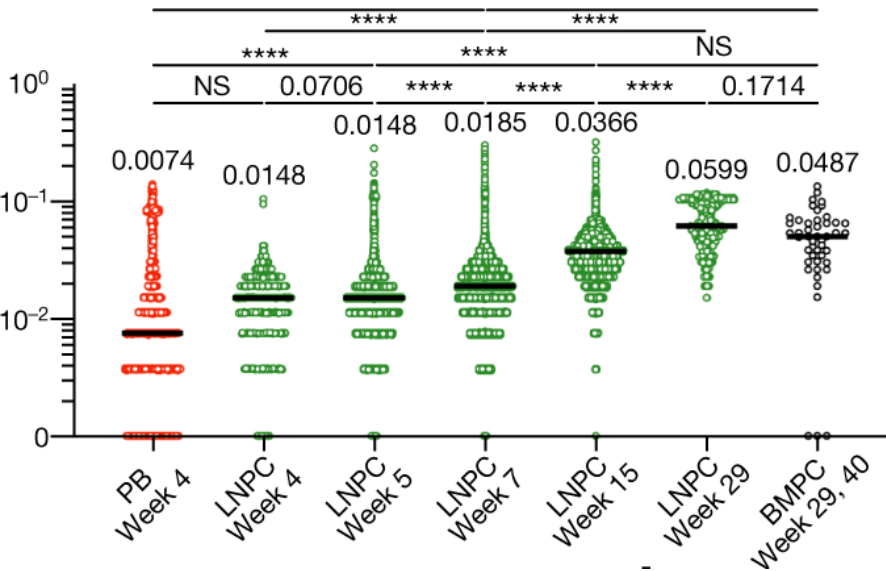 **** ****
**** **** NS
NS 0.0706 **** **** **** 0.1714
10⁰
0.0148 0.0185 0.0366
0.0074 0.0148 0.0599 0.0487
10⁻¹
10⁻²
0
PB
Week 4
LNPC
Week 4
LNPC
Week 5
LNPC
Week 7
LNPC
Week 15
LNPC
Week 29
BMPC
Week 29, 40